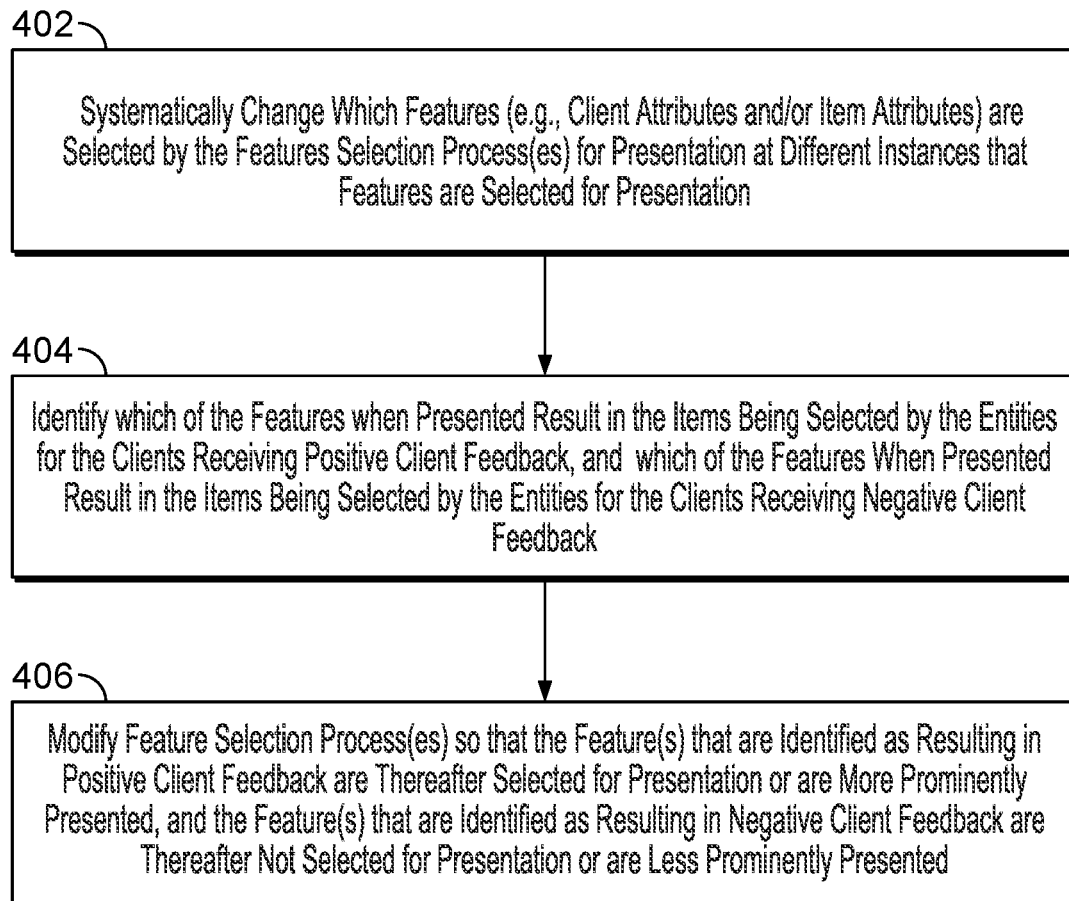 402
Systematically Change Which Features (e.g., Client Attributes and/or Item Attributes) are
Selected by the Features Selection Process(es) for Presentation at Different Instances that
Features are Selected for Presentation
404
Identify which of the Features when Presented Result in the Items Being Selected by the Entities
for the Clients Receiving Positive Client Feedback, and which of the Features When Presented
Result in the Items Being Selected by the Entities for the Clients Receiving Negative Client
Feedback
406
Modify Feature Selection Process(es) so that the Feature(s) that are Identified as Resulting in
Positive Client Feedback are Thereafter Selected for Presentation or are More Prominently
Presented, and the Feature(s) that are Identified as Resulting in Negative Client Feedback are
Thereafter Not Selected for Presentation or are Less Prominently Presented